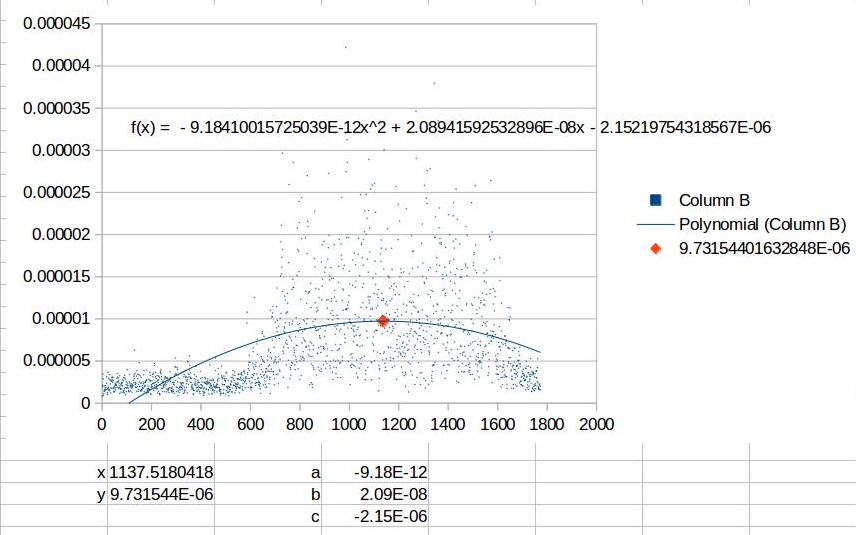 0.000045
0.00004
0.000035
f(x) = - 9.18410015725039E-12x^2 + 2.08941592532896E-08x - 2.15219754318567E-06
0.00003
0.000025
0.00002
0.000015
0.00001
0.000005
0
0 200 400 600 800 1000 1200 1400 1600 1800 2000
Column B
Polynomial (Column B)
9.73154401632848E-06
x 1137.5180418 a -9.18E-12
y 9.731544E-06 b 2.09E-08
c -2.15E-06